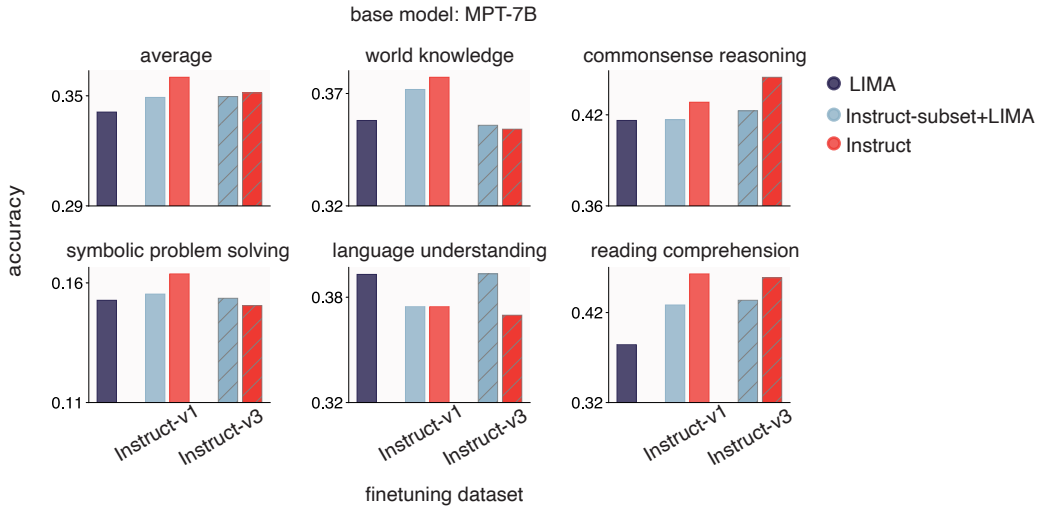 base model: MPT-7B
average
world knowledge
commonsense reasoning
0.35
0.29
0.37
0.32
0.42
0.36
LIMA
Instruct-subset+LIMA
Instruct
accuracy
symbolic problem solving
language understanding
reading comprehension
0.16
0.11
0.38
0.32
0.42
0.32
Instruct-v1
Instruct-v3
Instruct-v1
Instruct-v3
Instruct-v1
Instruct-v3
finetuning dataset